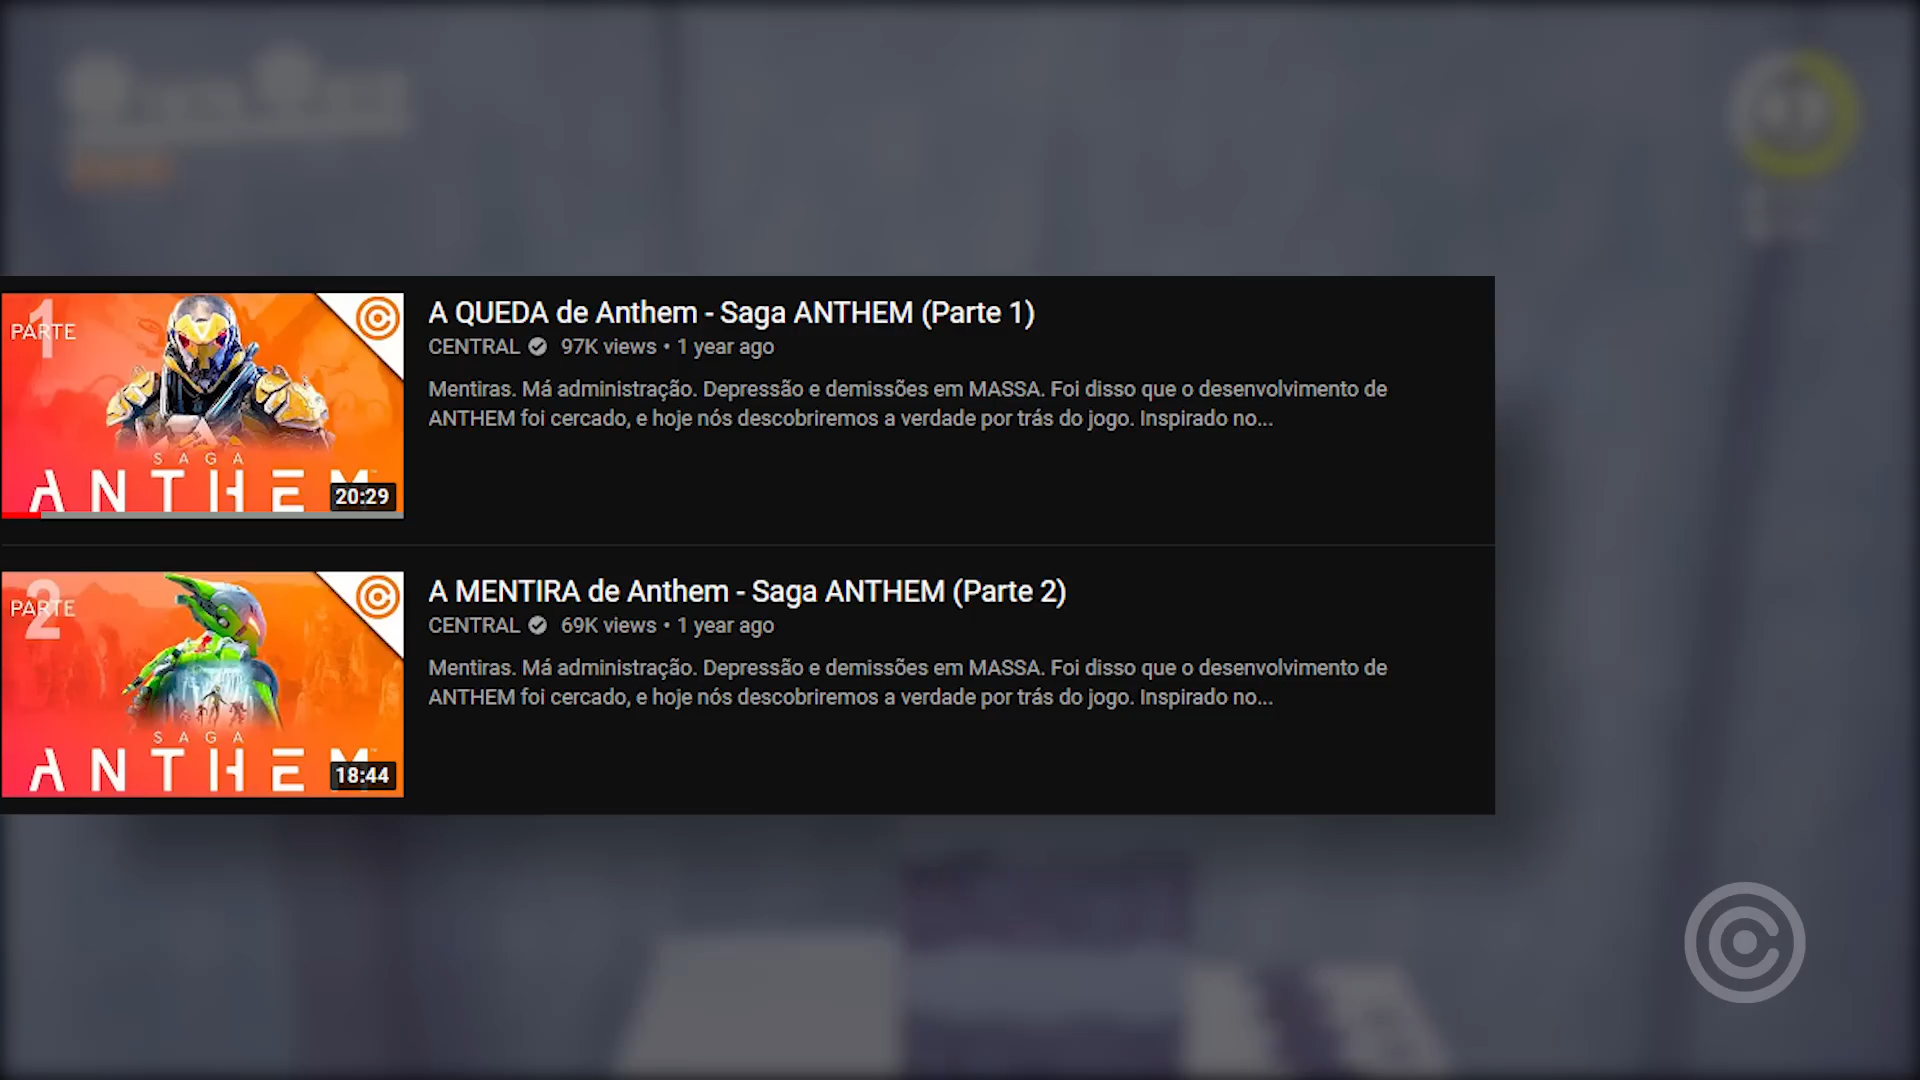 PARTE 1
SAGA
ANTHEM
20:29
A QUEDA de Anthem - Saga ANTHEM (Parte 1)
CENTRAL 97K views • 1 year ago
Mentiras. Má administração. Depressão e demissões em MASSA. Foi disso que o desenvolvimento de
ANTHEM foi cercado, e hoje nós descobriremos a verdade por trás do jogo. Inspirado no...
PARTE 2
SAGA
ANTHEM
18:44
A MENTIRA de Anthem - Saga ANTHEM (Parte 2)
CENTRAL 69K views • 1 year ago
Mentiras. Má administração. Depressão e demissões em MASSA. Foi disso que o desenvolvimento de
ANTHEM foi cercado, e hoje nós descobriremos a verdade por trás do jogo. Inspirado no...